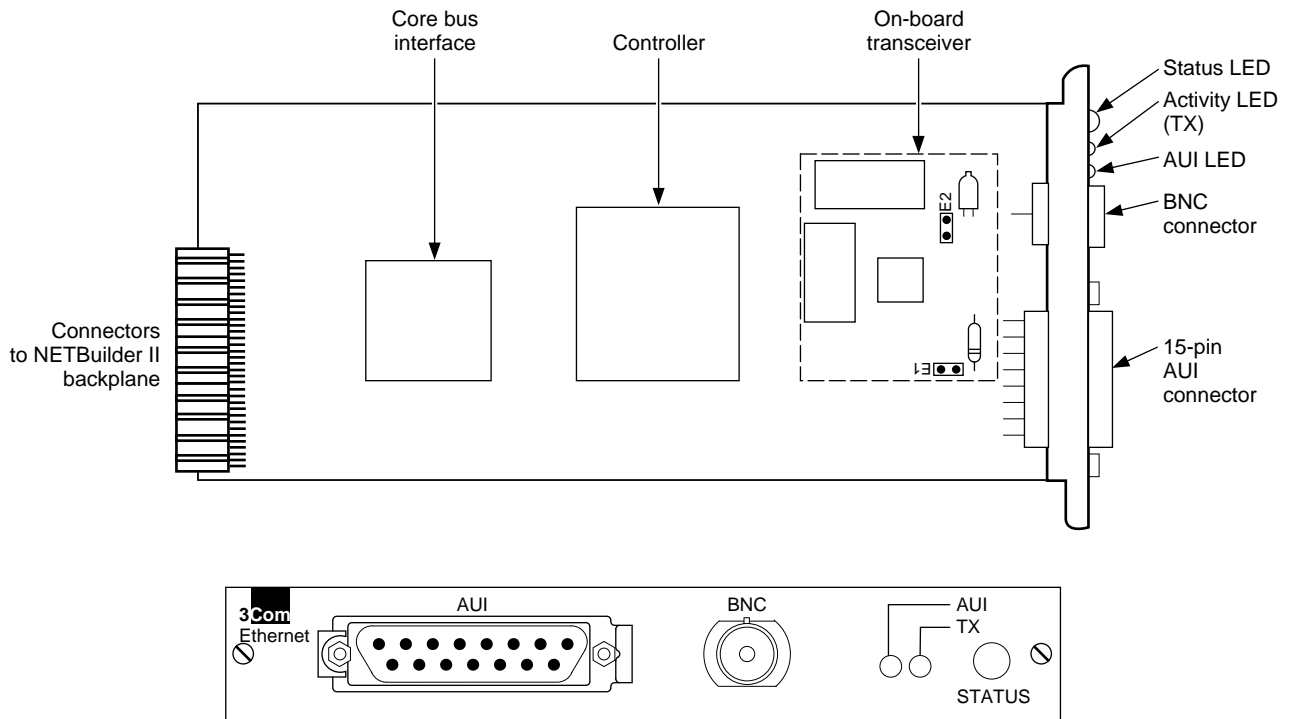 Core bus
interface
Controller
On-board
transceiver
Status LED
Activity LED
(TX)
AUI LED
BNC
connector
E2
Connectors
to NETBuilder II
backplane
E1
15-pin
AUI
connector
3Com
Ethernet
AUI
BNC
AUI
TX
STATUS